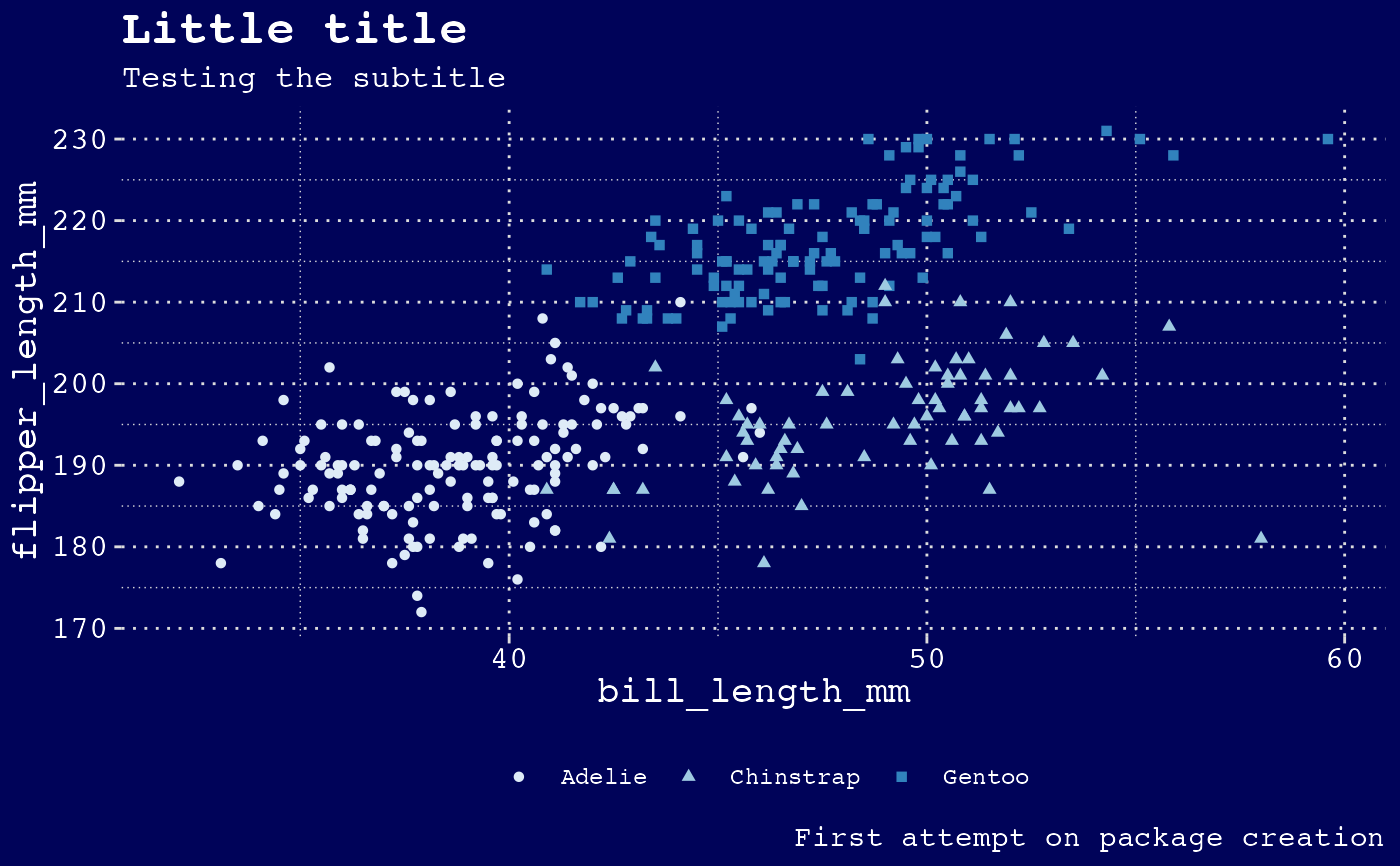 Little title
Testing the subtitle
flipper_length_mm
230
220
210
200
190
180
170
40 50 60
bill_length_mm
Adelie Chinstrap Gentoo
First attempt on package creation